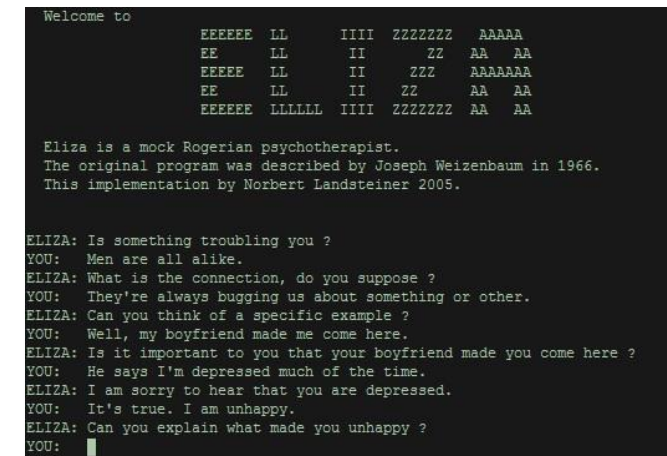 Welcome to
EEEEEE LL IIII ZZZZZZZ AAAAA
EE LL II ZZ AA AA
EEEEE LL II ZZZ AAAAAAA
EE LL II ZZ AA AA
EEEEEE LLLLLL IIII ZZZZZZZ AA AA
Eliza is a mock Rogerian psychotherapist.
The original program was described by Joseph Weizenbaum in 1966.
This implementation by Norbert Landsteiner 2005.
ELIZA: Is something troubling you ?
YOU: Men are all alike.
ELIZA: What is the connection, do you suppose ?
YOU: They're always bugging us about something or other.
ELIZA: Can you think of a specific example ?
YOU: Well, my boyfriend made me come here.
ELIZA: Is it important to you that your boyfriend made you come here ?
YOU: He says I'm depressed much of the time.
ELIZA: I am sorry to hear that you are depressed.
YOU: It's true. I am unhappy.
ELIZA: Can you explain what made you unhappy ?
YOU: